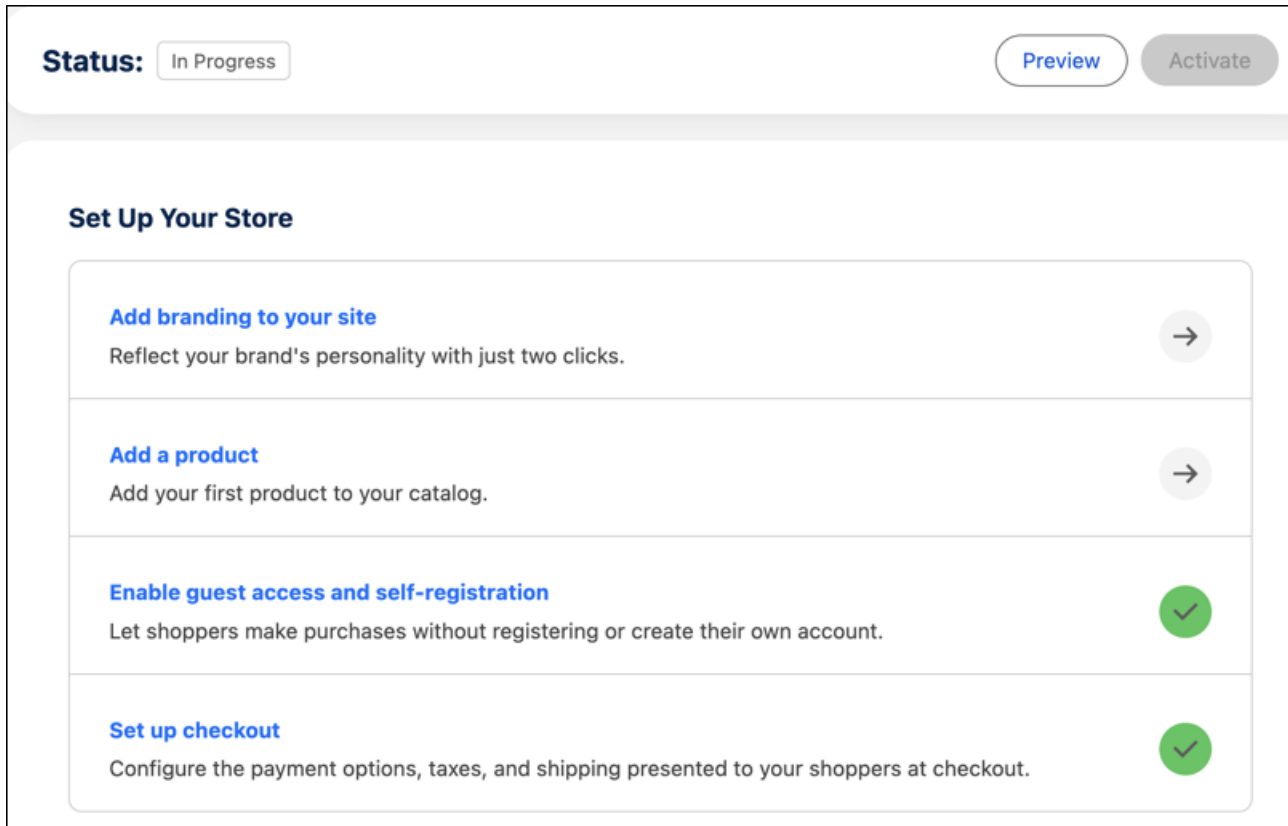 Status: In Progress Preview Activate
Set Up Your Store
Add branding to your site
Reflect your brand's personality with just two clicks.
Add a product
Add your first product to your catalog.
Enable guest access and self-registration
Let shoppers make purchases without registering or create their own account.
Set up checkout
Configure the payment options, taxes, and shipping presented to your shoppers at checkout.